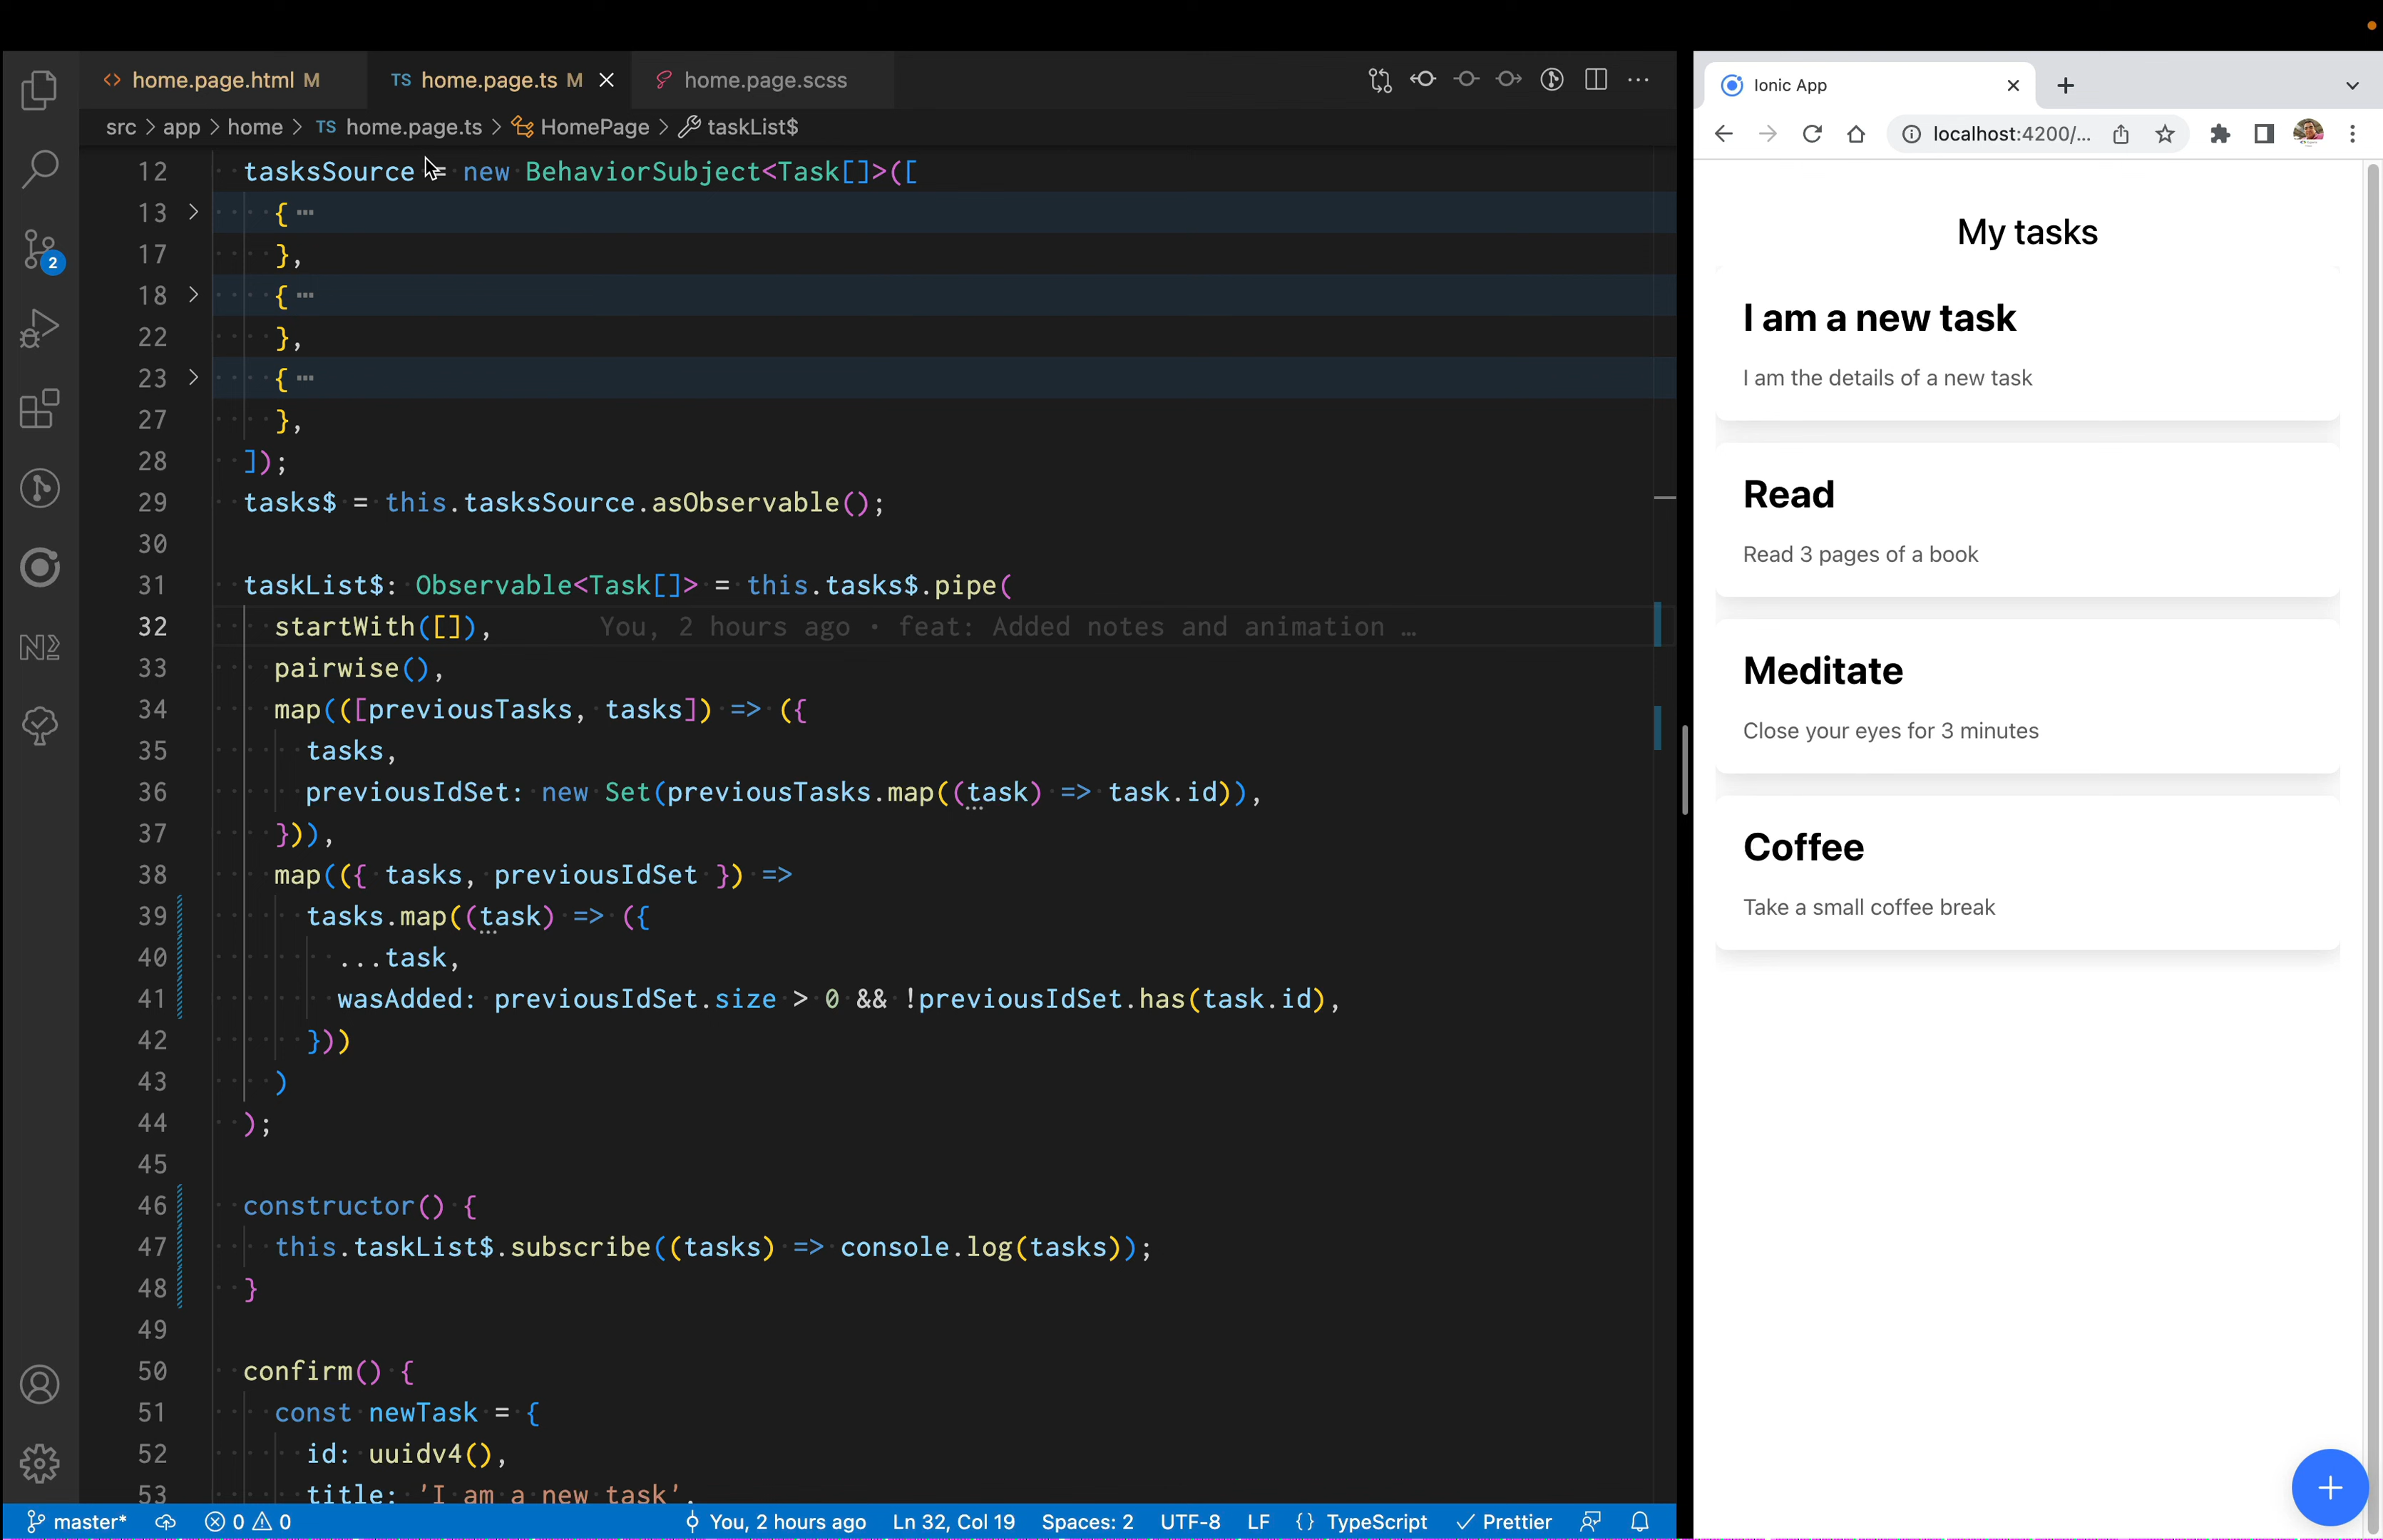 home.page.html M
TS home.page.ts M
home.page.scss
src > app > home > TS home.page.ts > HomePage > taskList$
12 tasksSource = new BehaviorSubject<Task[]>([
13 { ⋯
17 },
18 { ⋯
22 },
23 { ⋯
27 },
28 ]);
29 tasks$ = this.tasksSource.asObservable();
30
31 taskList$: Observable<Task[]> = this.tasks$.pipe(
32 startWith([]), You, 2 hours ago • feat: Added notes and animation …
33 pairwise(),
34 map(([previousTasks, tasks]) => ({
35 tasks,
36 previousIdSet: new Set(previousTasks.map((task) => task.id)),
37 })),
38 map(({ tasks, previousIdSet }) =>
39 tasks.map((task) => ({
40 ...task,
41 wasAdded: previousIdSet.size > 0 && !previousIdSet.has(task.id),
42 }))
43 )
44 );
45
46 constructor() {
47 this.taskList$.subscribe((tasks) => console.log(tasks));
48 }
49
50 confirm() {
51 const newTask = {
52 id: uuidv4(),
53 title: 'I am a new task',
2
master* 0 0 You, 2 hours ago Ln 32, Col 19 Spaces: 2 UTF-8 LF {} TypeScript Prettier
Ionic App
localhost:4200/...
My tasks
I am a new task
I am the details of a new task
Read
Read 3 pages of a book
Meditate
Close your eyes for 3 minutes
Coffee
Take a small coffee break